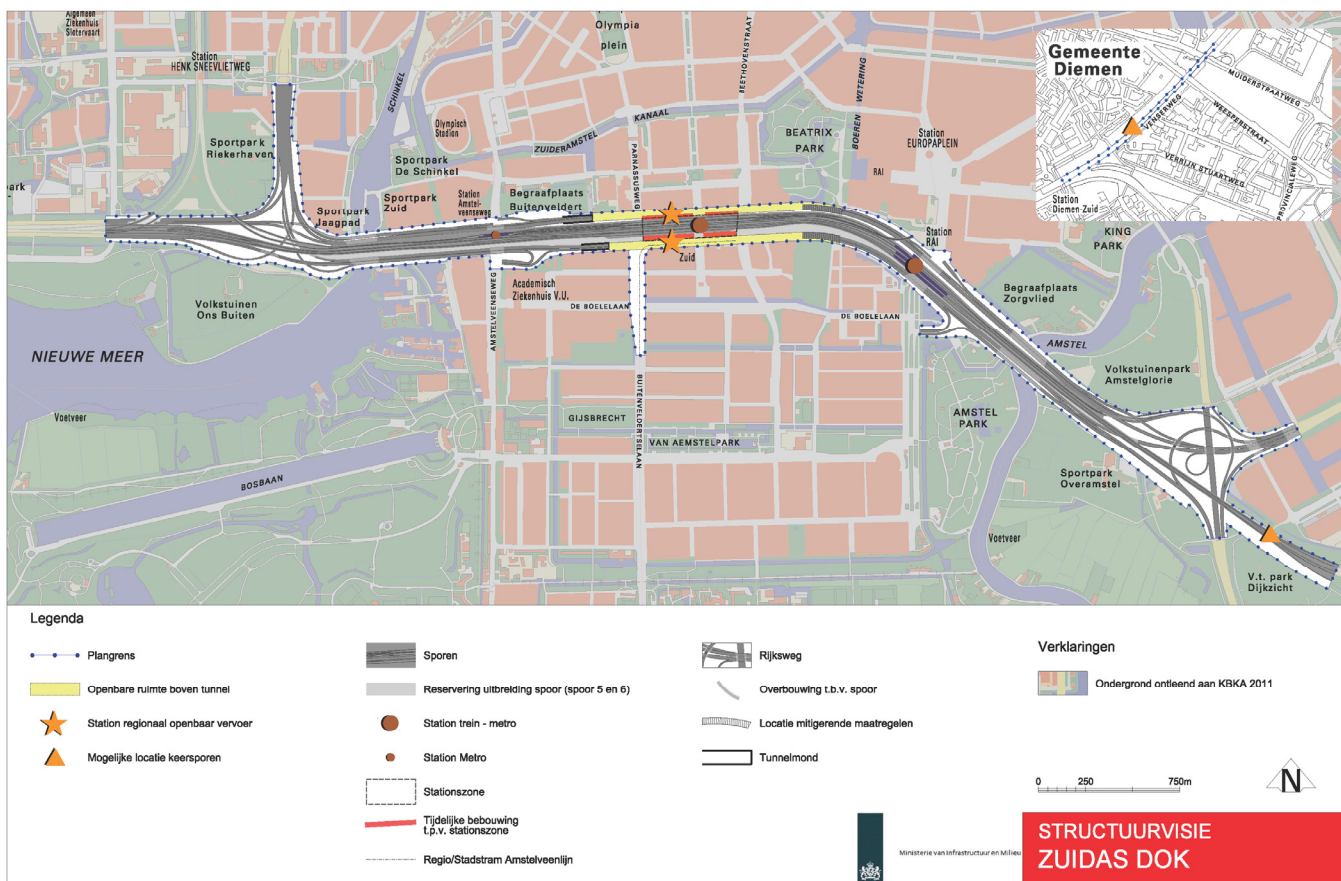 Algemeen
Ziekenhuis
Slotervaart
Station
HENK SNEEVLIETWEG
SCHINKEL
Olympia
plein
BEETHOVENSTRAAT
BOEREN WETERING
Olympisch
Stadion
ZUIDERAMSTEL
KANAAL
PARNASSUSWEG
BEATRIX
PARK
Station
EUROPAPLEIN
RAI
Sportpark
Riekerhaven
Sportpark
De Schinkel
Sportpark
Zuid
Sportpark
Jaagpad
Station
Amstel-
veenseweg
Begraafplaats
Buitenveldert
ark
Zuid
Station
RAI
KING
PARK
Begraafplaats
Zorgvlied
Gemeente
Diemen
MUIDERSTRAATWEG
VENSERWEG
WEESPERSTRAAT
VERRIJN STUARTWEG
PROVINCIALEWEG
Station
Diemen-Zuid
Volkstuinen
Ons Buiten
NIEUWE MEER
AMSTELVEENSEWEG
Academisch
Ziekenhuis V.U.
DE BOELELAAN
DE BOELELAAN
AMSTEL
Volkstuinenpark
Amstelglorie
Voetveer
BOSBAAN
GIJSBRECHT
BUITENVELDERTSELAAN
VAN AEMSTELPARK
AMSTEL
PARK
Sportpark
Overamstel
Voetveer
V.t. park
Dijkzicht
Legenda
Plangrens
Openbare ruimte boven tunnel
Station regionaal openbaar vervoer
Mogelijke locatie keersporen
Sporen
Reservering uitbreiding spoor (spoor 5 en 6)
Station trein - metro
Station Metro
Stationszone
Tijdelijke bebouwing
t.p.v. stationszone
Regio/Stadstram Amstelveenlijn
Rijksweg
Overbouwing t.b.v. spoor
Locatie mitigerende maatregelen
Tunnelmond
Verklaringen
Ondergrond ontleend aan KBKA 2011
0 250 750m
N
Ministerie van Infrastructuur en Milieu
STRUCTUURVISIE
ZUIDAS DOK